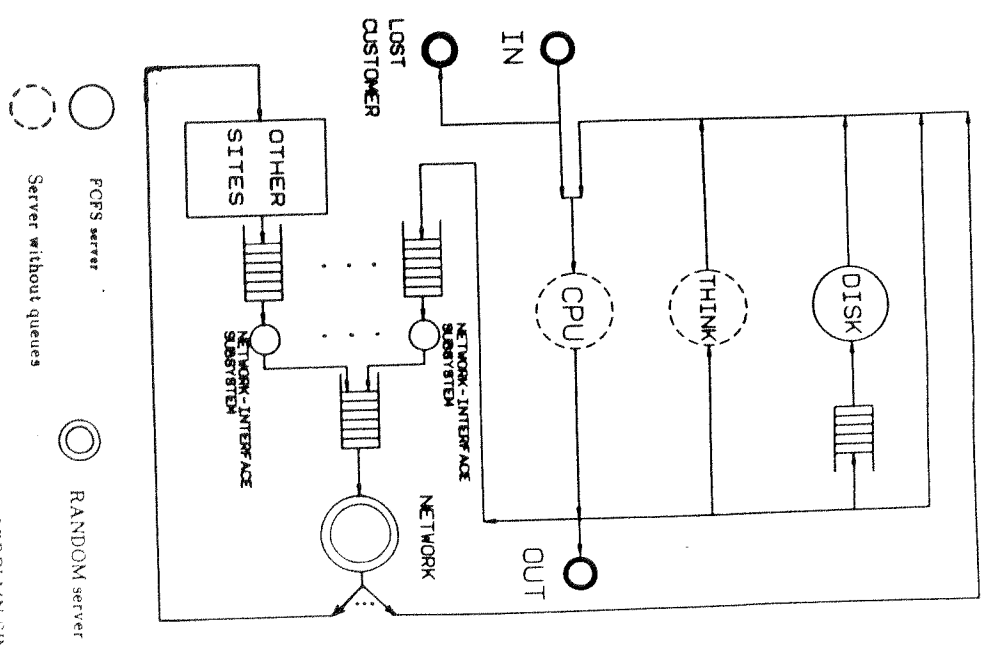 LOST
CUSTOMER
IN
OTHER
SITES
NETWORK-INTERFACE
SUBSYSTEM
NETWORK-INTERFACE
SUBSYSTEM
CPU
THINK
DISK
NETWORK
OUT
FCFS server
Server without queues
RANDOM server